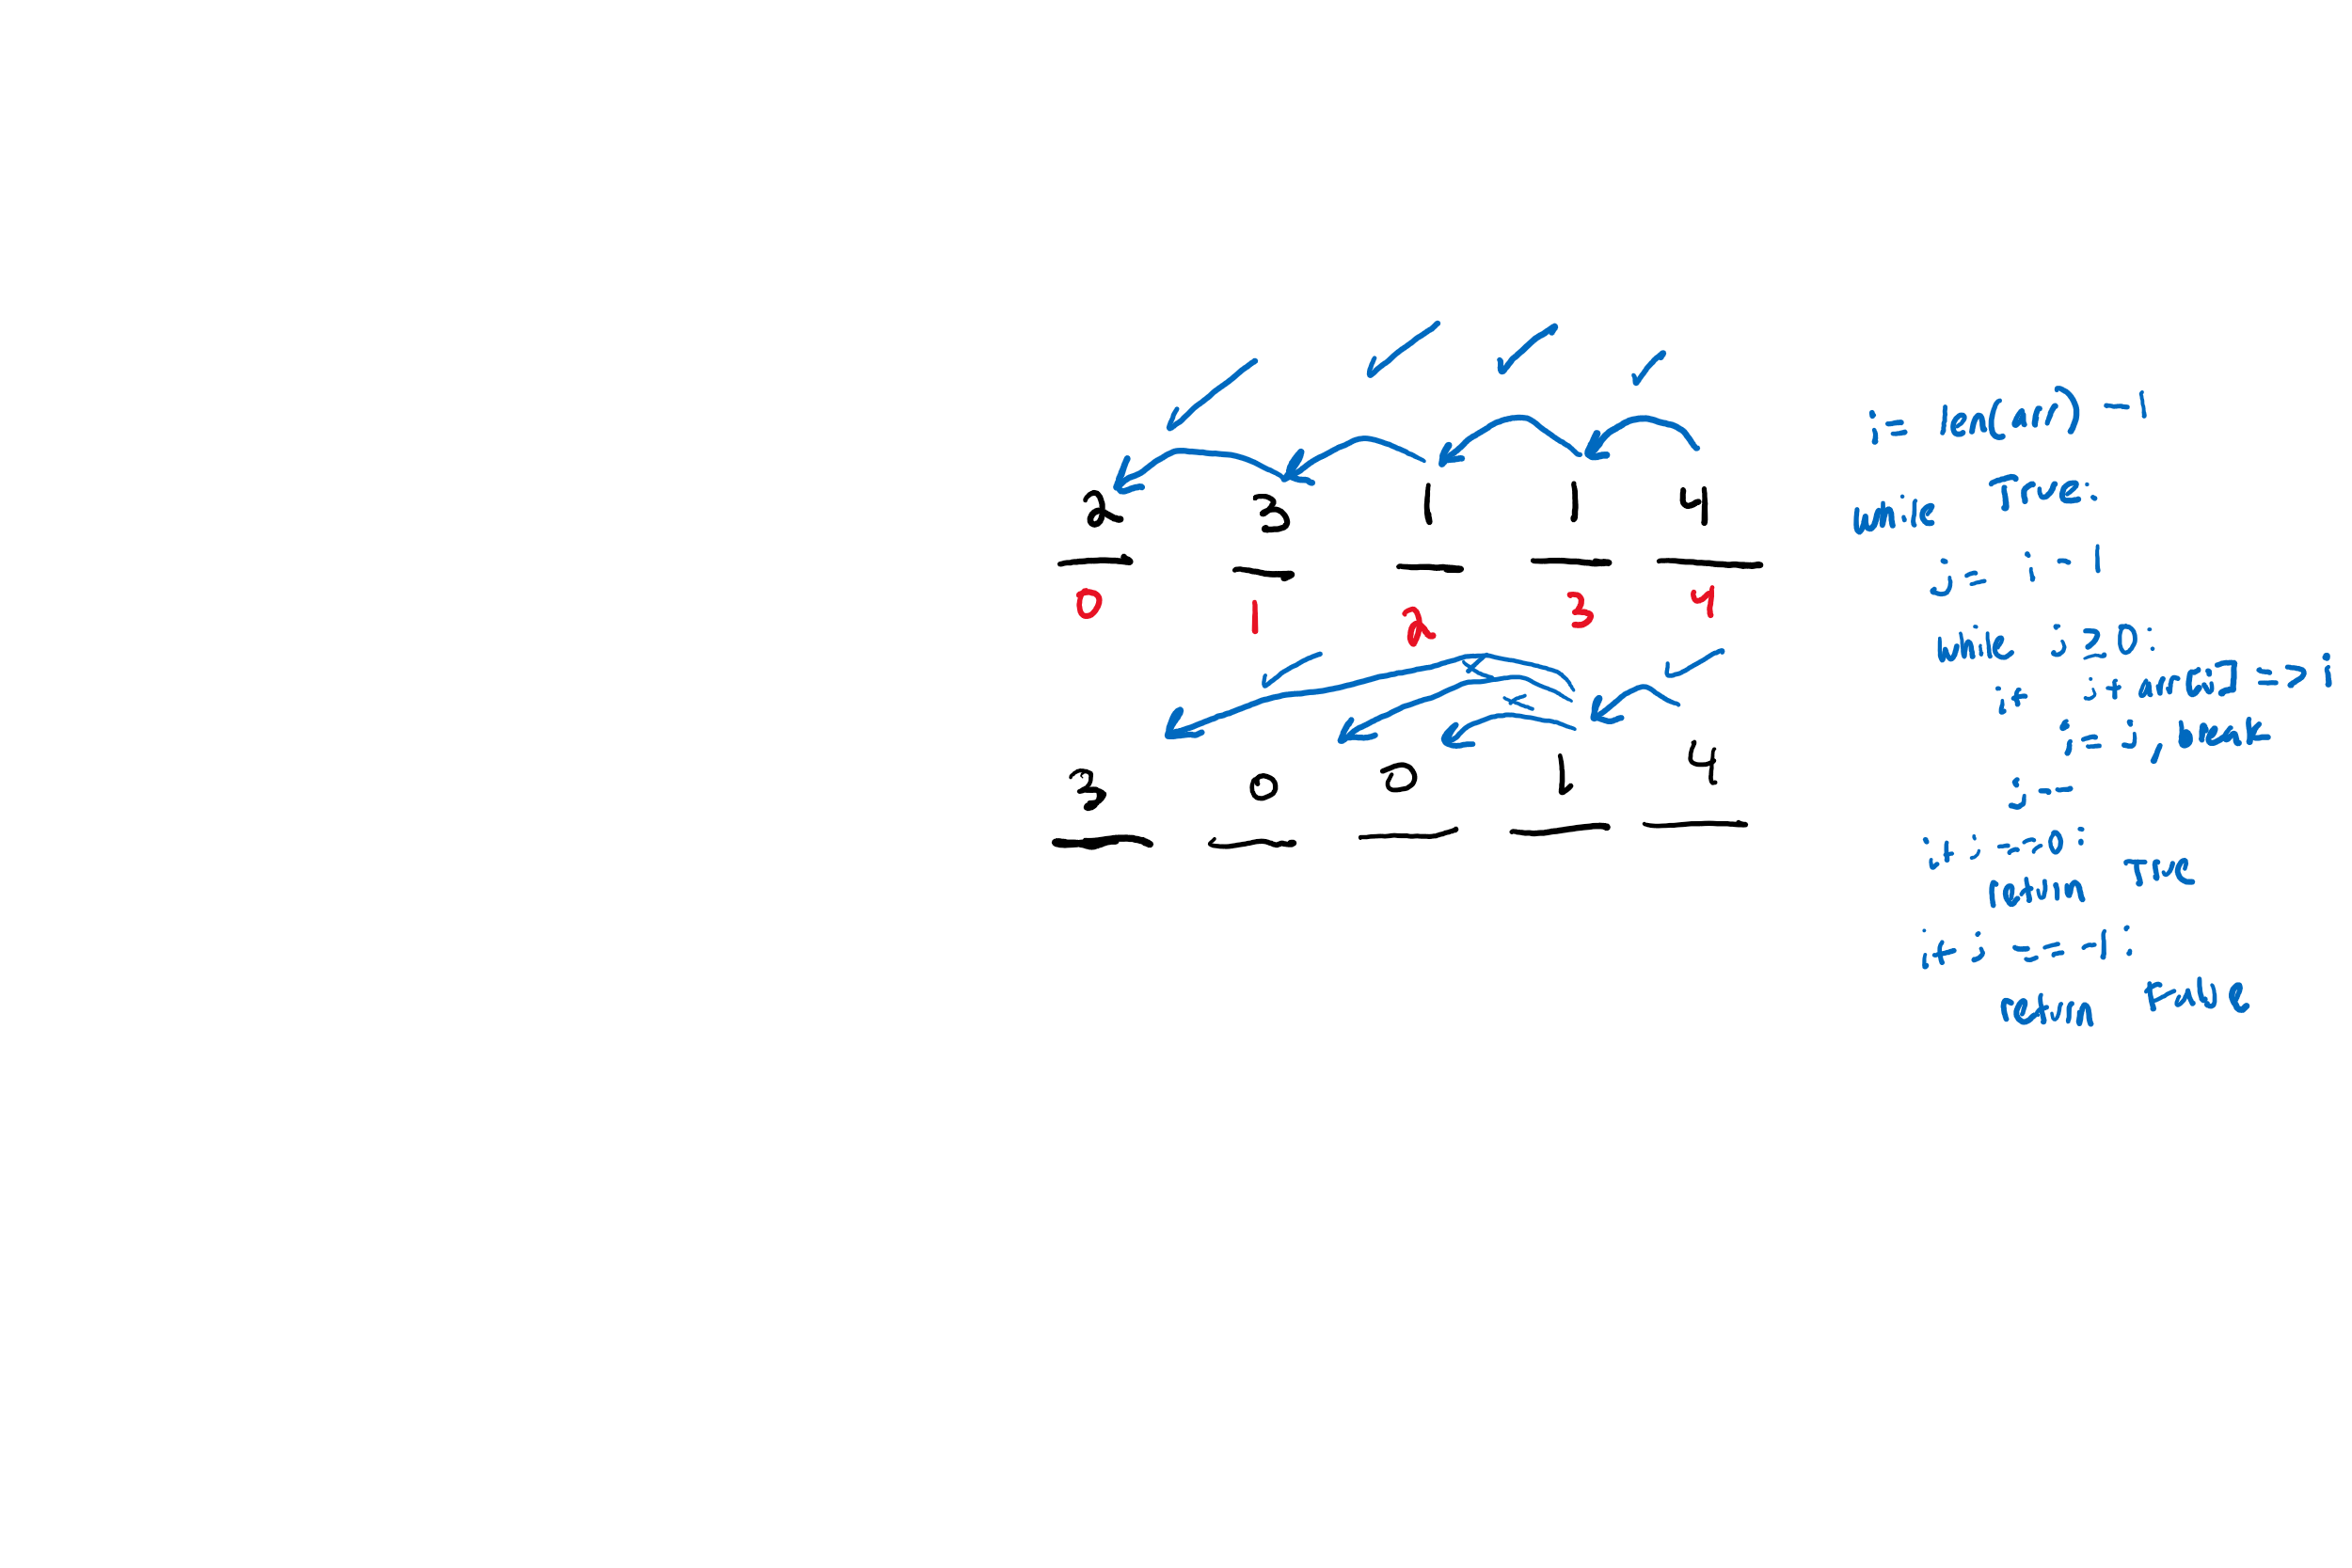 2 3 1 1 4
0 1 2 3 4
3 0 0 1 4
i = len(arr) - 1
while True:
j = i - 1
while j ≥ 0:
if j + arr[j] => i
i = j, break
j--
if j == 0:
return True
if j == -1:
return False